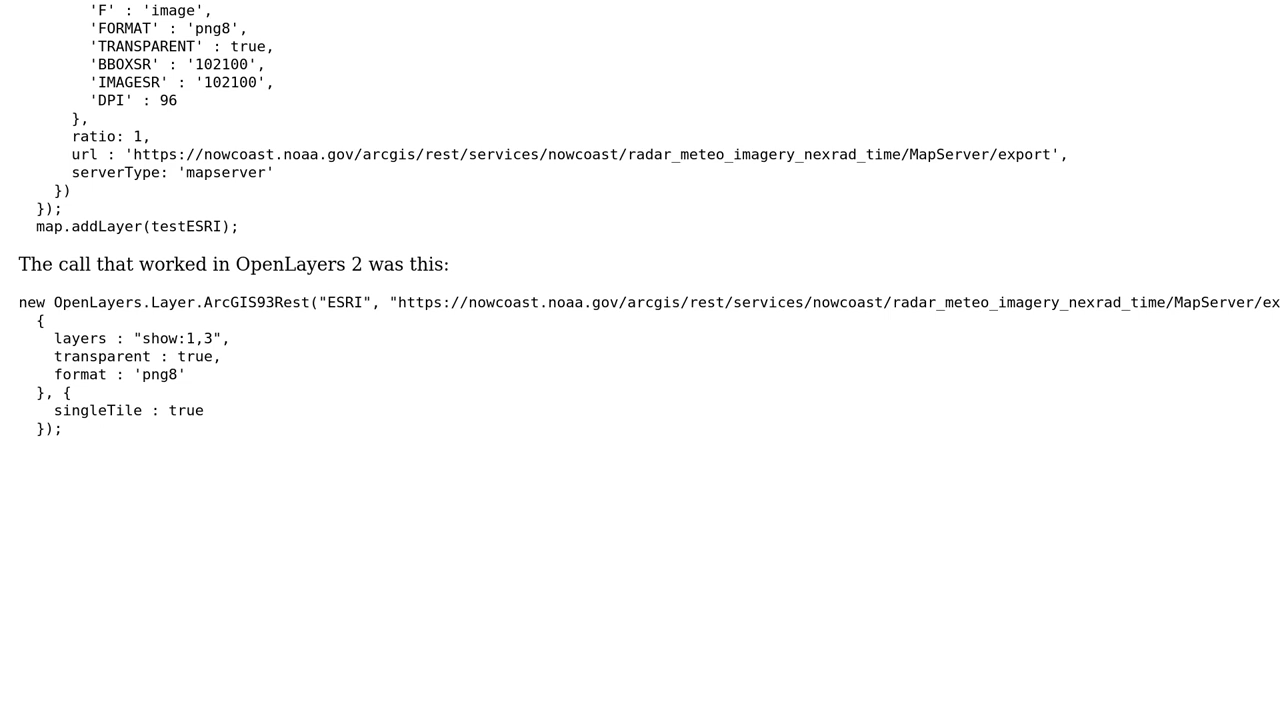 'F' : 'image',
'FORMAT' : 'png8',
'TRANSPARENT' : true,
'BBOXSR' : '102100',
'IMAGESR' : '102100',
'DPI' : 96
},
ratio: 1,
url : 'https://nowcoast.noaa.gov/arcgis/rest/services/nowcoast/radar_meteo_imagery_nexrad_time/MapServer/export',
serverType: 'mapserver'
})
});
map.addLayer(testESRI);
The call that worked in OpenLayers 2 was this:
new OpenLayers.Layer.ArcGIS93Rest("ESRI", "https://nowcoast.noaa.gov/arcgis/rest/services/nowcoast/radar_meteo_imagery_nexrad_time/MapServer/ex
{
layers : "show:1,3",
transparent : true,
format : 'png8'
}, {
singleTile : true
});